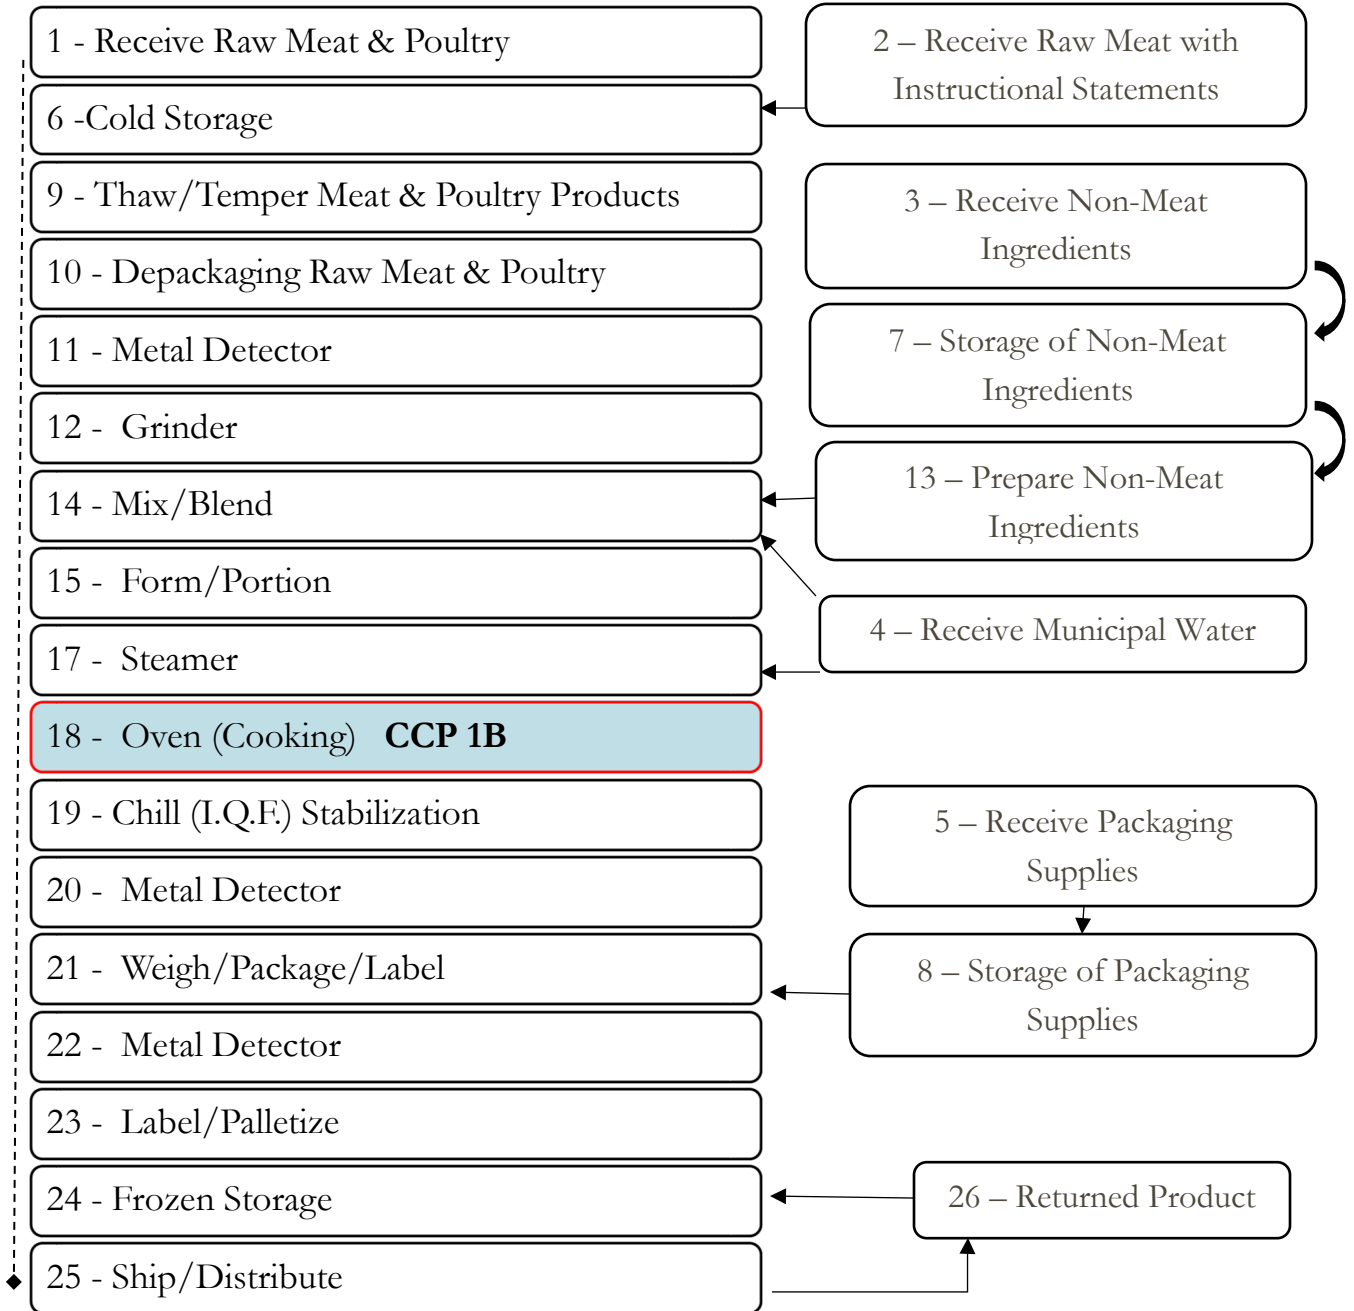 1 - Receive Raw Meat & Poultry
6 -Cold Storage
9 - Thaw/Temper Meat & Poultry Products
10 - Depackaging Raw Meat & Poultry
11 - Metal Detector
12 - Grinder
14 - Mix/Blend
15 - Form/Portion
17 - Steamer
18 - Oven (Cooking) CCP 1B
19 - Chill (I.Q.F.) Stabilization
20 - Metal Detector
21 - Weigh/Package/Label
22 - Metal Detector
23 - Label/Palletize
24 - Frozen Storage
25 - Ship/Distribute
2 – Receive Raw Meat with
Instructional Statements
3 – Receive Non-Meat
Ingredients
7 – Storage of Non-Meat
Ingredients
13 – Prepare Non-Meat
Ingredients
4 – Receive Municipal Water
5 – Receive Packaging
Supplies
8 – Storage of Packaging
Supplies
26 – Returned Product